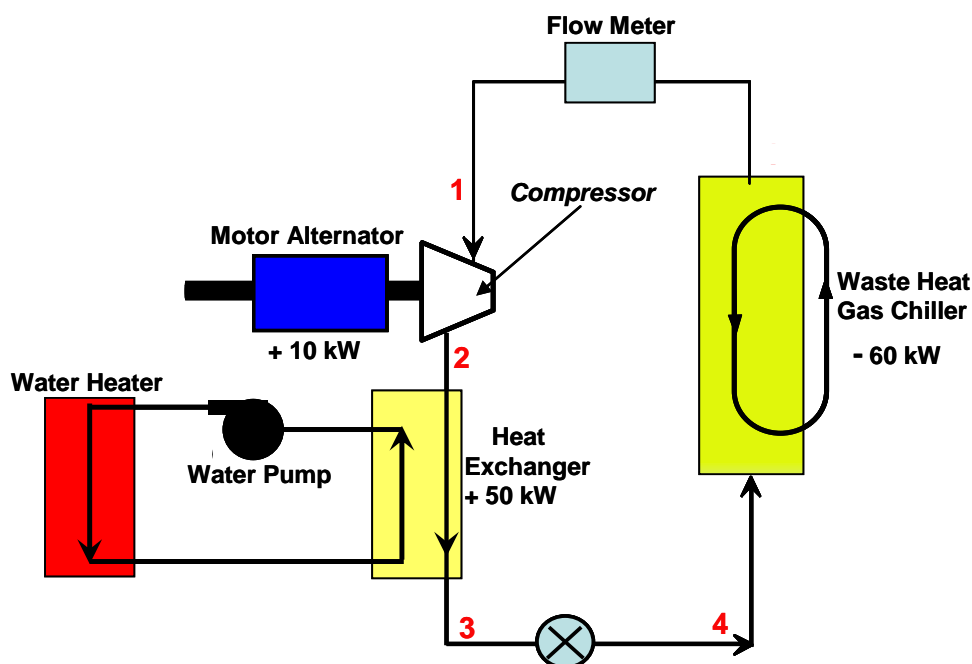 Flow Meter
1
Compressor
Motor Alternator
+ 10 kW
Waste Heat
Gas Chiller
- 60 kW
2
Water Heater
Water Pump
Heat
Exchanger
+ 50 kW
3
4